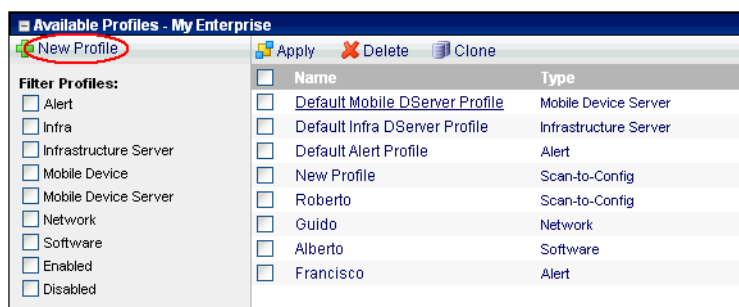 Available Profiles - My Enterprise
New Profile
Apply Delete Clone
Filter Profiles:
Alert
Infra
Infrastructure Server
Mobile Device
Mobile Device Server
Network
Software
Enabled
Disabled
Name Type
Default Mobile DServer Profile Mobile Device Server
Default Infra DServer Profile Infrastructure Server
Default Alert Profile Alert
New Profile Scan-to-Config
Roberto Scan-to-Config
Guido Network
Alberto Software
Francisco Alert